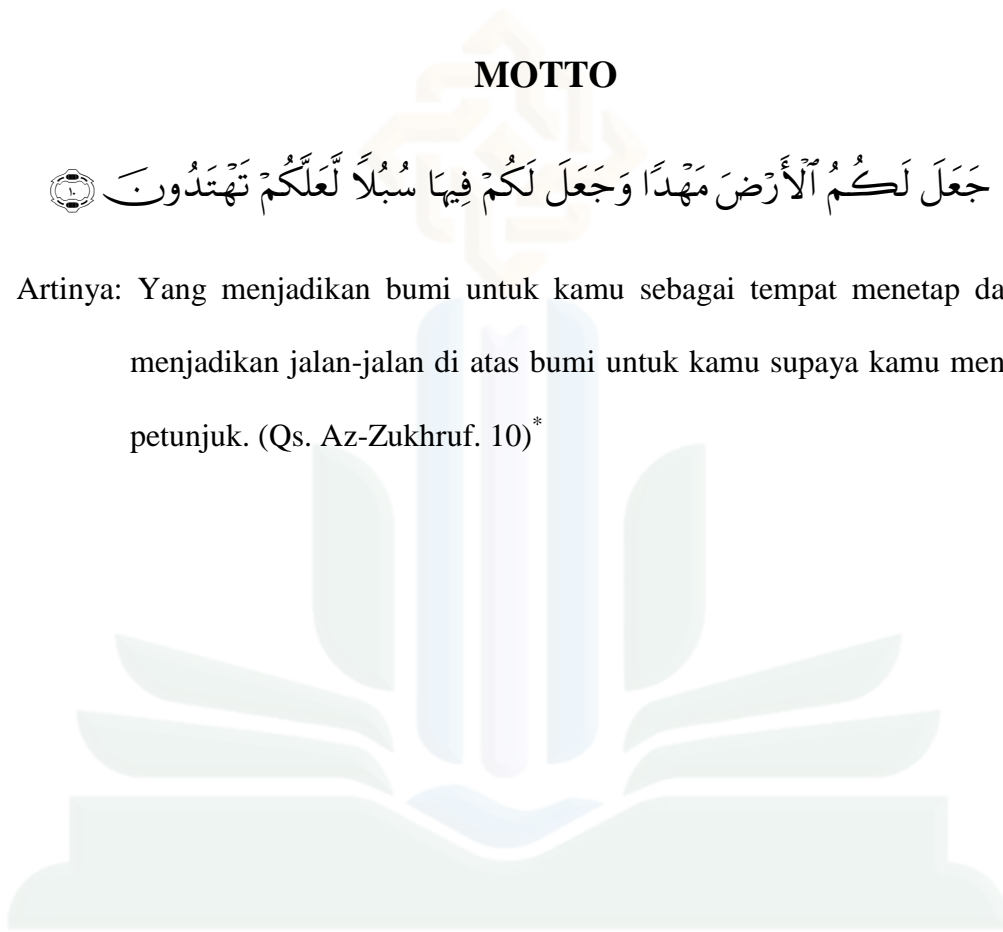 MOTTO
جَعَلَ لَكُمُ ٱلْأَرْضَ مَهْدًا وَجَعَلَ لَكُمْ فِيهَا سُبُلاً لَّعَلَّكُمْ تَهْتَدُونَ ۝١٠
Artinya: Yang menjadikan bumi untuk kamu sebagai tempat menetap da
menjadikan jalan-jalan di atas bumi untuk kamu supaya kamu men
petunjuk. (Qs. Az-Zukhruf. 10)*